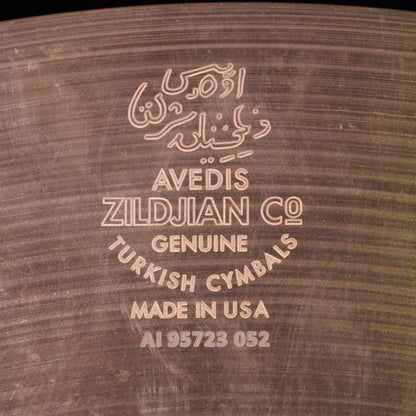 AVEDIS
ZILDJIAN Cº
GENUINE
TURKISH CYMBALS
MADE IN USA
AI 95723 052